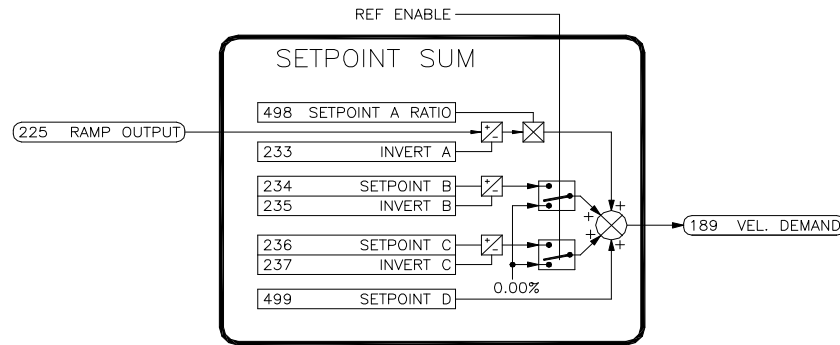 REF ENABLE
SETPOINT SUM
498 SETPOINT A RATIO
225 RAMP OUTPUT
233 INVERT A
234 SETPOINT B
235 INVERT B
236 SETPOINT C
237 INVERT C
189 VEL. DEMAND
0.00%
499 SETPOINT D